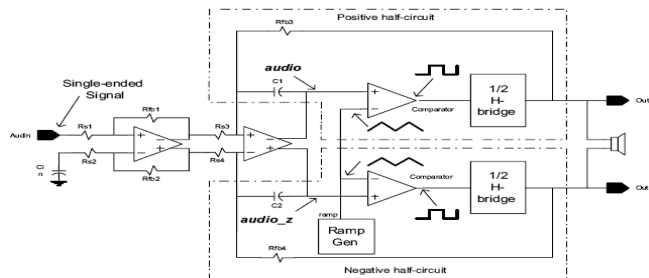 Positive half-circuit
Rfb3
audio
C1
Single-ended
Signal
Rfb1
Audin
Rs1
Rs2
Rs3
Rs4
CI
n
Rfb2
Comparator
1/2
H-
bridge
Out
Comparator
1/2
H-
bridge
Out
C2
audio_z
ramp
Ramp
Gen
Rfb4
Negative half-circuit